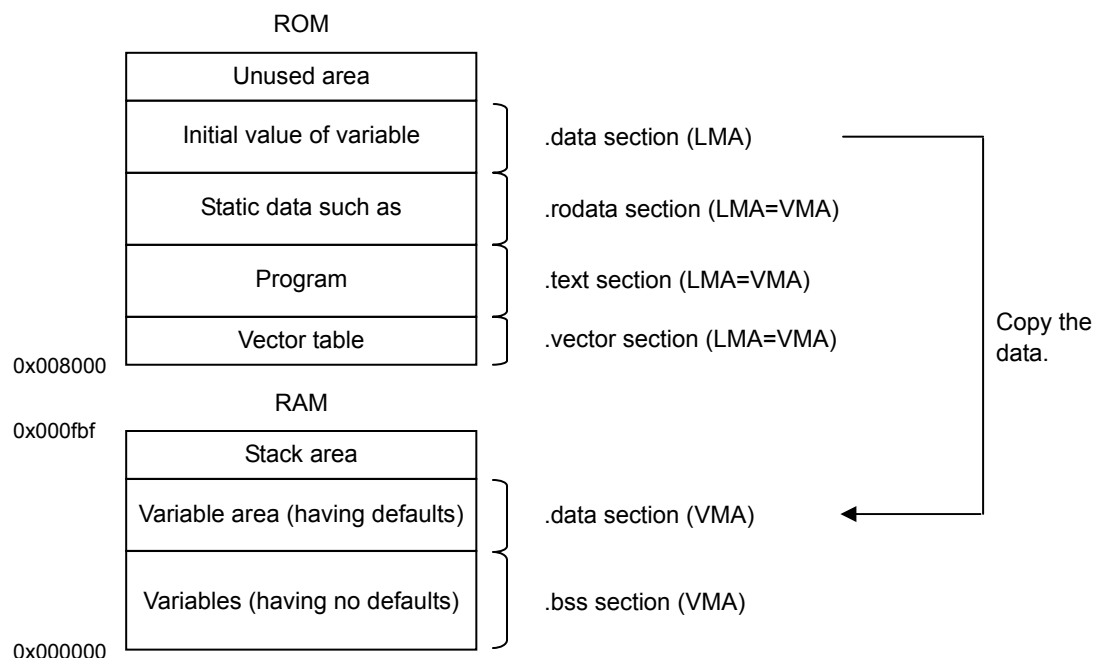 ROM
Unused area
Initial value of variable
.data section (LMA)
Static data such as
.rodata section (LMA=VMA)
Program
.text section (LMA=VMA)
Vector table
.vector section (LMA=VMA)
Copy the
data.
0x008000
RAM
0x000fbf
Stack area
Variable area (having defaults)
.data section (VMA)
Variables (having no defaults)
.bss section (VMA)
0x000000